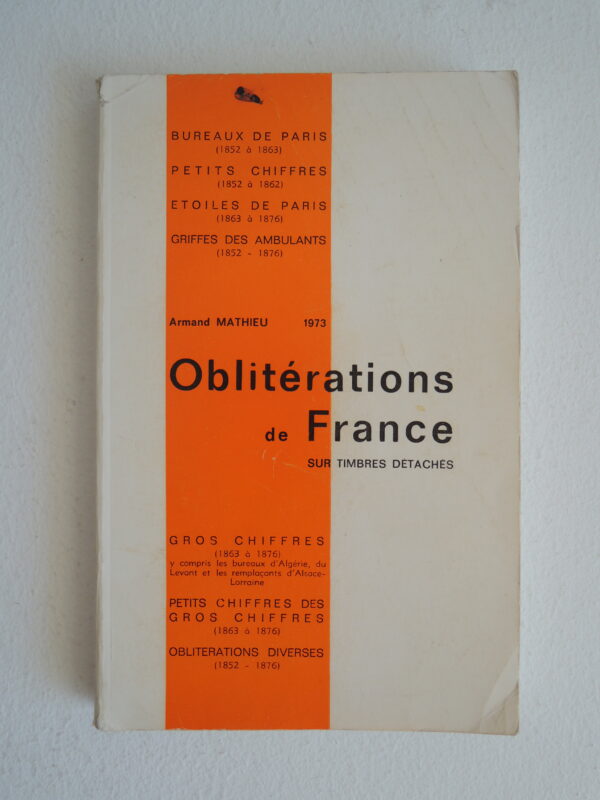 BUREAUX DE PARIS
(1852 à 1863)
PETITS CHIFFRES
(1852 à 1862)
ETOILES DE PARIS
(1863 à 1876)
GRIFFES DES AMBULANTS
(1852 - 1876)
Armand MATHIEU 1973
Oblitérations
de France
SUR TIMBRES DÉTACHÉS
GROS CHIFFRES
(1863 à 1876)
y compris les bureaux d'Algérie, du
Levant et les remplaçants d'Alsace-
Lorraine
PETITS CHIFFRES DES
GROS CHIFFRES
(1863 à 1876)
OBLITERATIONS DIVERSES
(1852 - 1876)